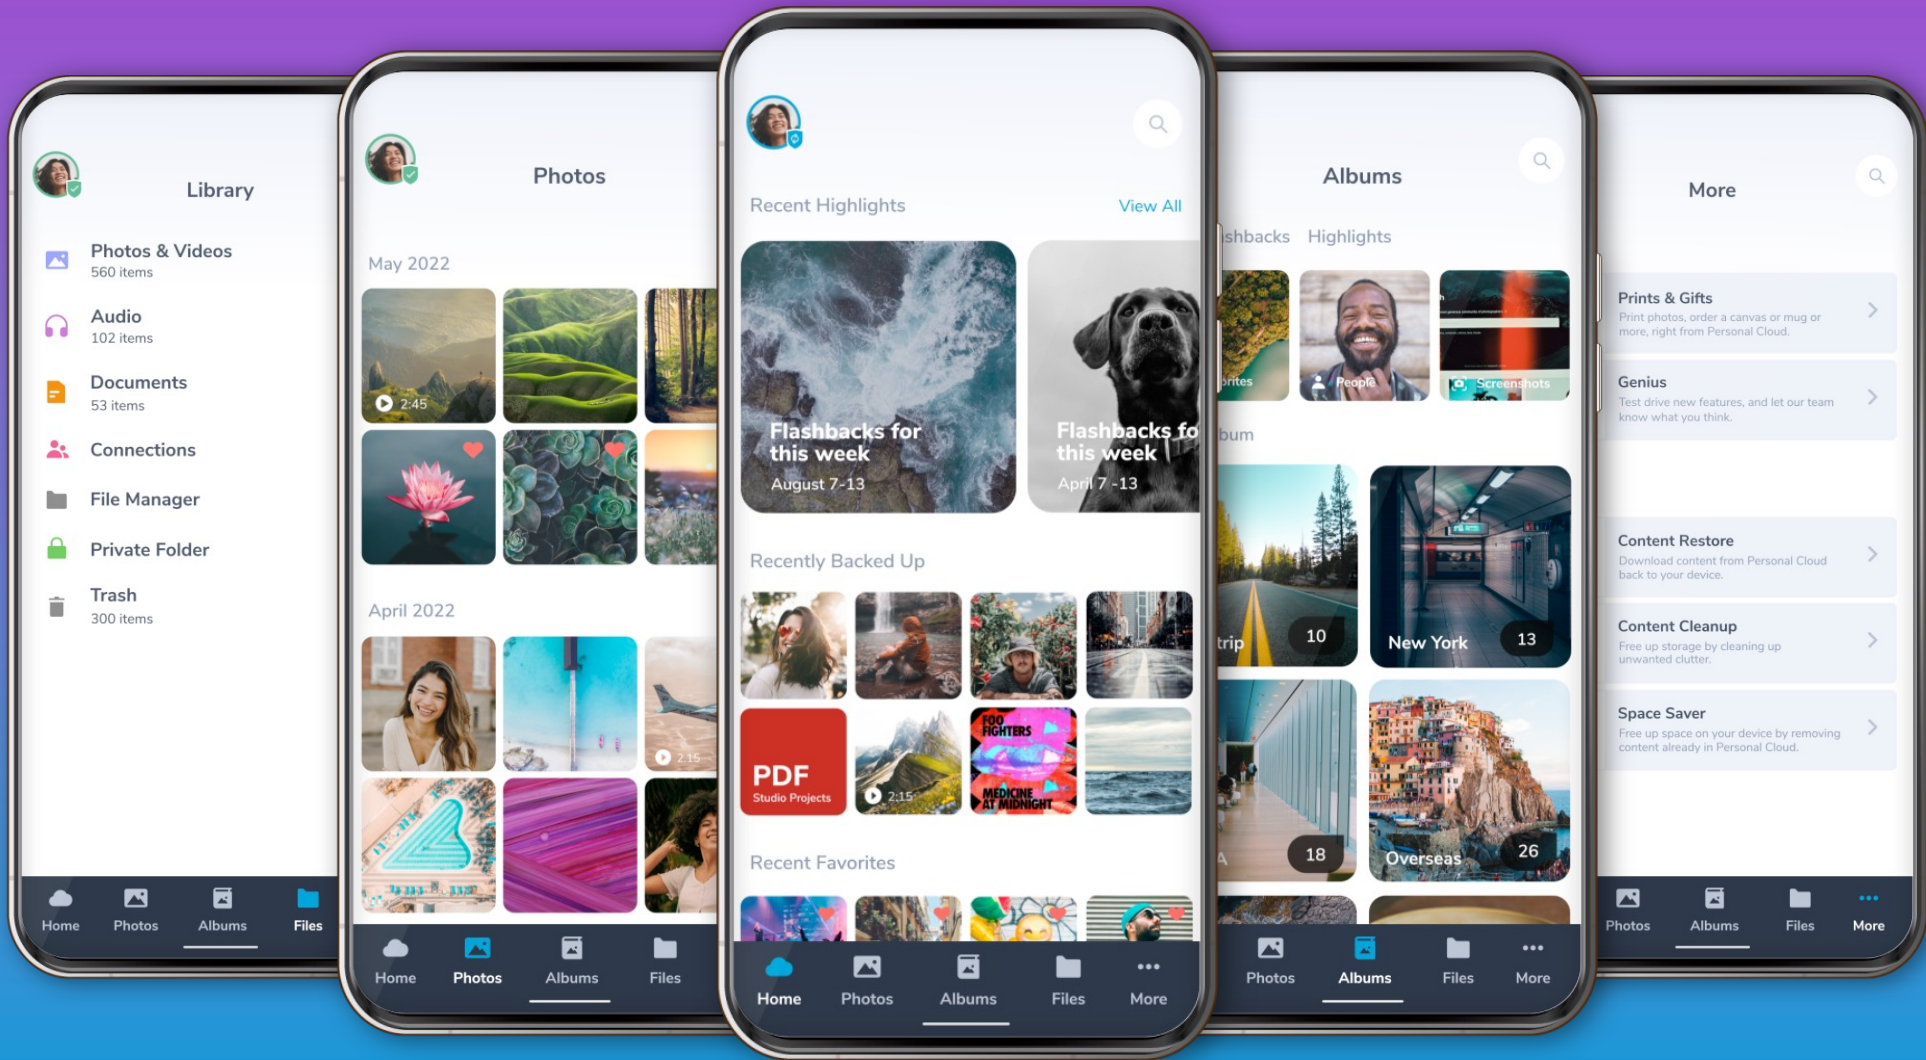 Library
Photos & Videos
560 items
Audio
102 items
Documents
53 items
Connections
File Manager
Private Folder
Trash
300 items
Home
Photos
Albums
Files
Photos
May 2022
2:45
April 2022
2:15
Home
Photos
Albums
Files
Recent Highlights
View All
Flashbacks for
this week
August 7-13
Flashbacks fo
this week
April 7 -13
Recently Backed Up
PDF
Studio Projects
2:15
FOO
FIGHTERS
MEDICINE
AT MIDNIGHT
Recent Favorites
Home
Photos
Albums
Files
More
Albums
shbacks
Highlights
orites
People
Screenshots
bum
trip
10
New York
13
A
18
Overseas
26
Photos
Albums
Files
More
More
Prints & Gifts
Print photos, order a canvas or mug or
more, right from Personal Cloud.
Genius
Test drive new features, and let our team
know what you think.
Content Restore
Download content from Personal Cloud
back to your device.
Content Cleanup
Free up storage by cleaning up
unwanted clutter.
Space Saver
Free up space on your device by removing
content already in Personal Cloud.
Photos
Albums
Files
More